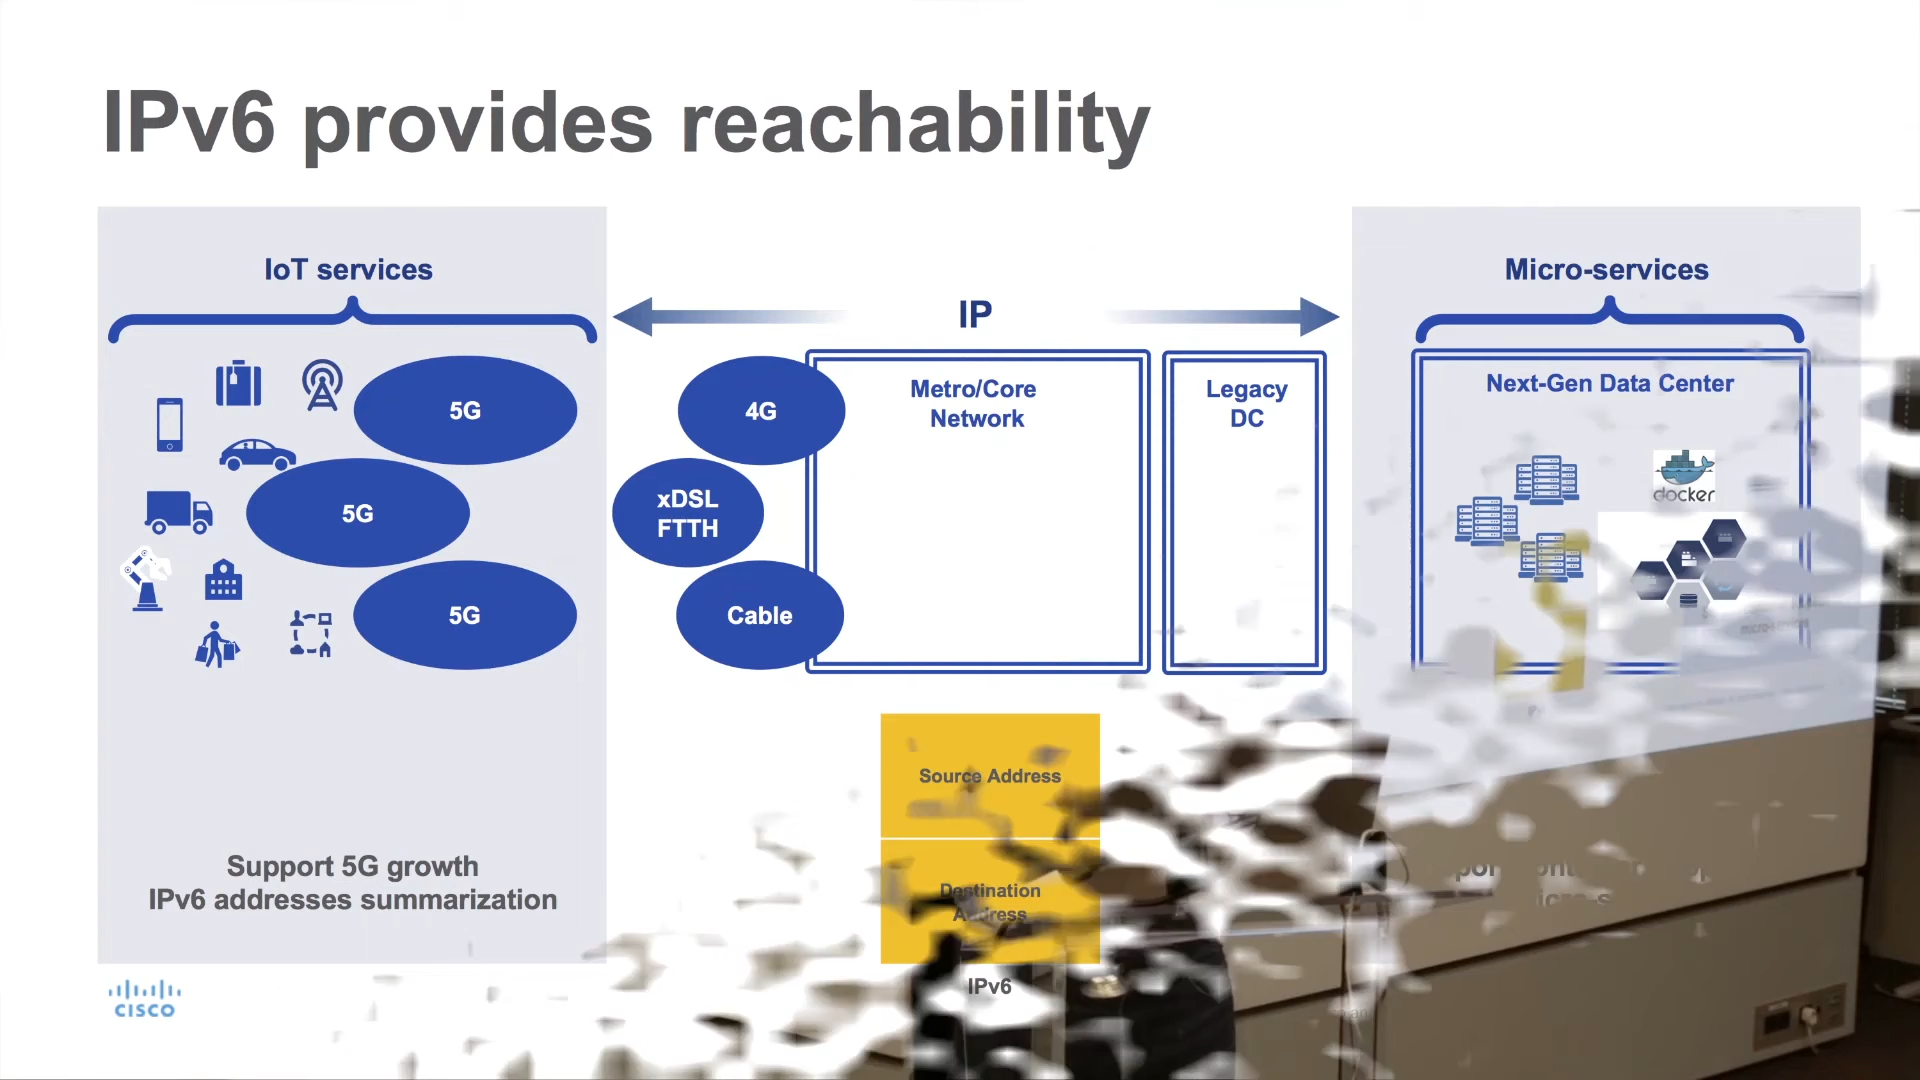 IPv6 provides reachability
IoT services
IP
Micro-services
5G
5G
5G
4G
xDSL
FTTH
Cable
Metro/Core
Network
Legacy
DC
Next-Gen Data Center
docker
Source Address
Destination
Address
IPv6
Support 5G growth
IPv6 addresses summarization
CISCO